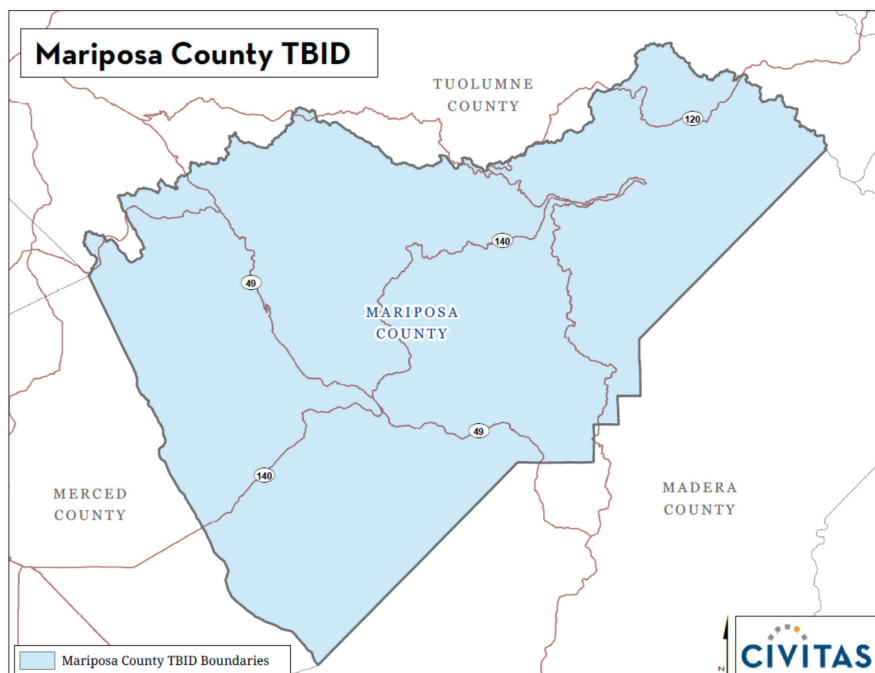 Mariposa County TBID
TUOLUMNE
COUNTY
120
140
49
MARIPOSA
COUNTY
49
140
MERCED
COUNTY
MADERA
COUNTY
Mariposa County TBID Boundaries
N
CIVITAS